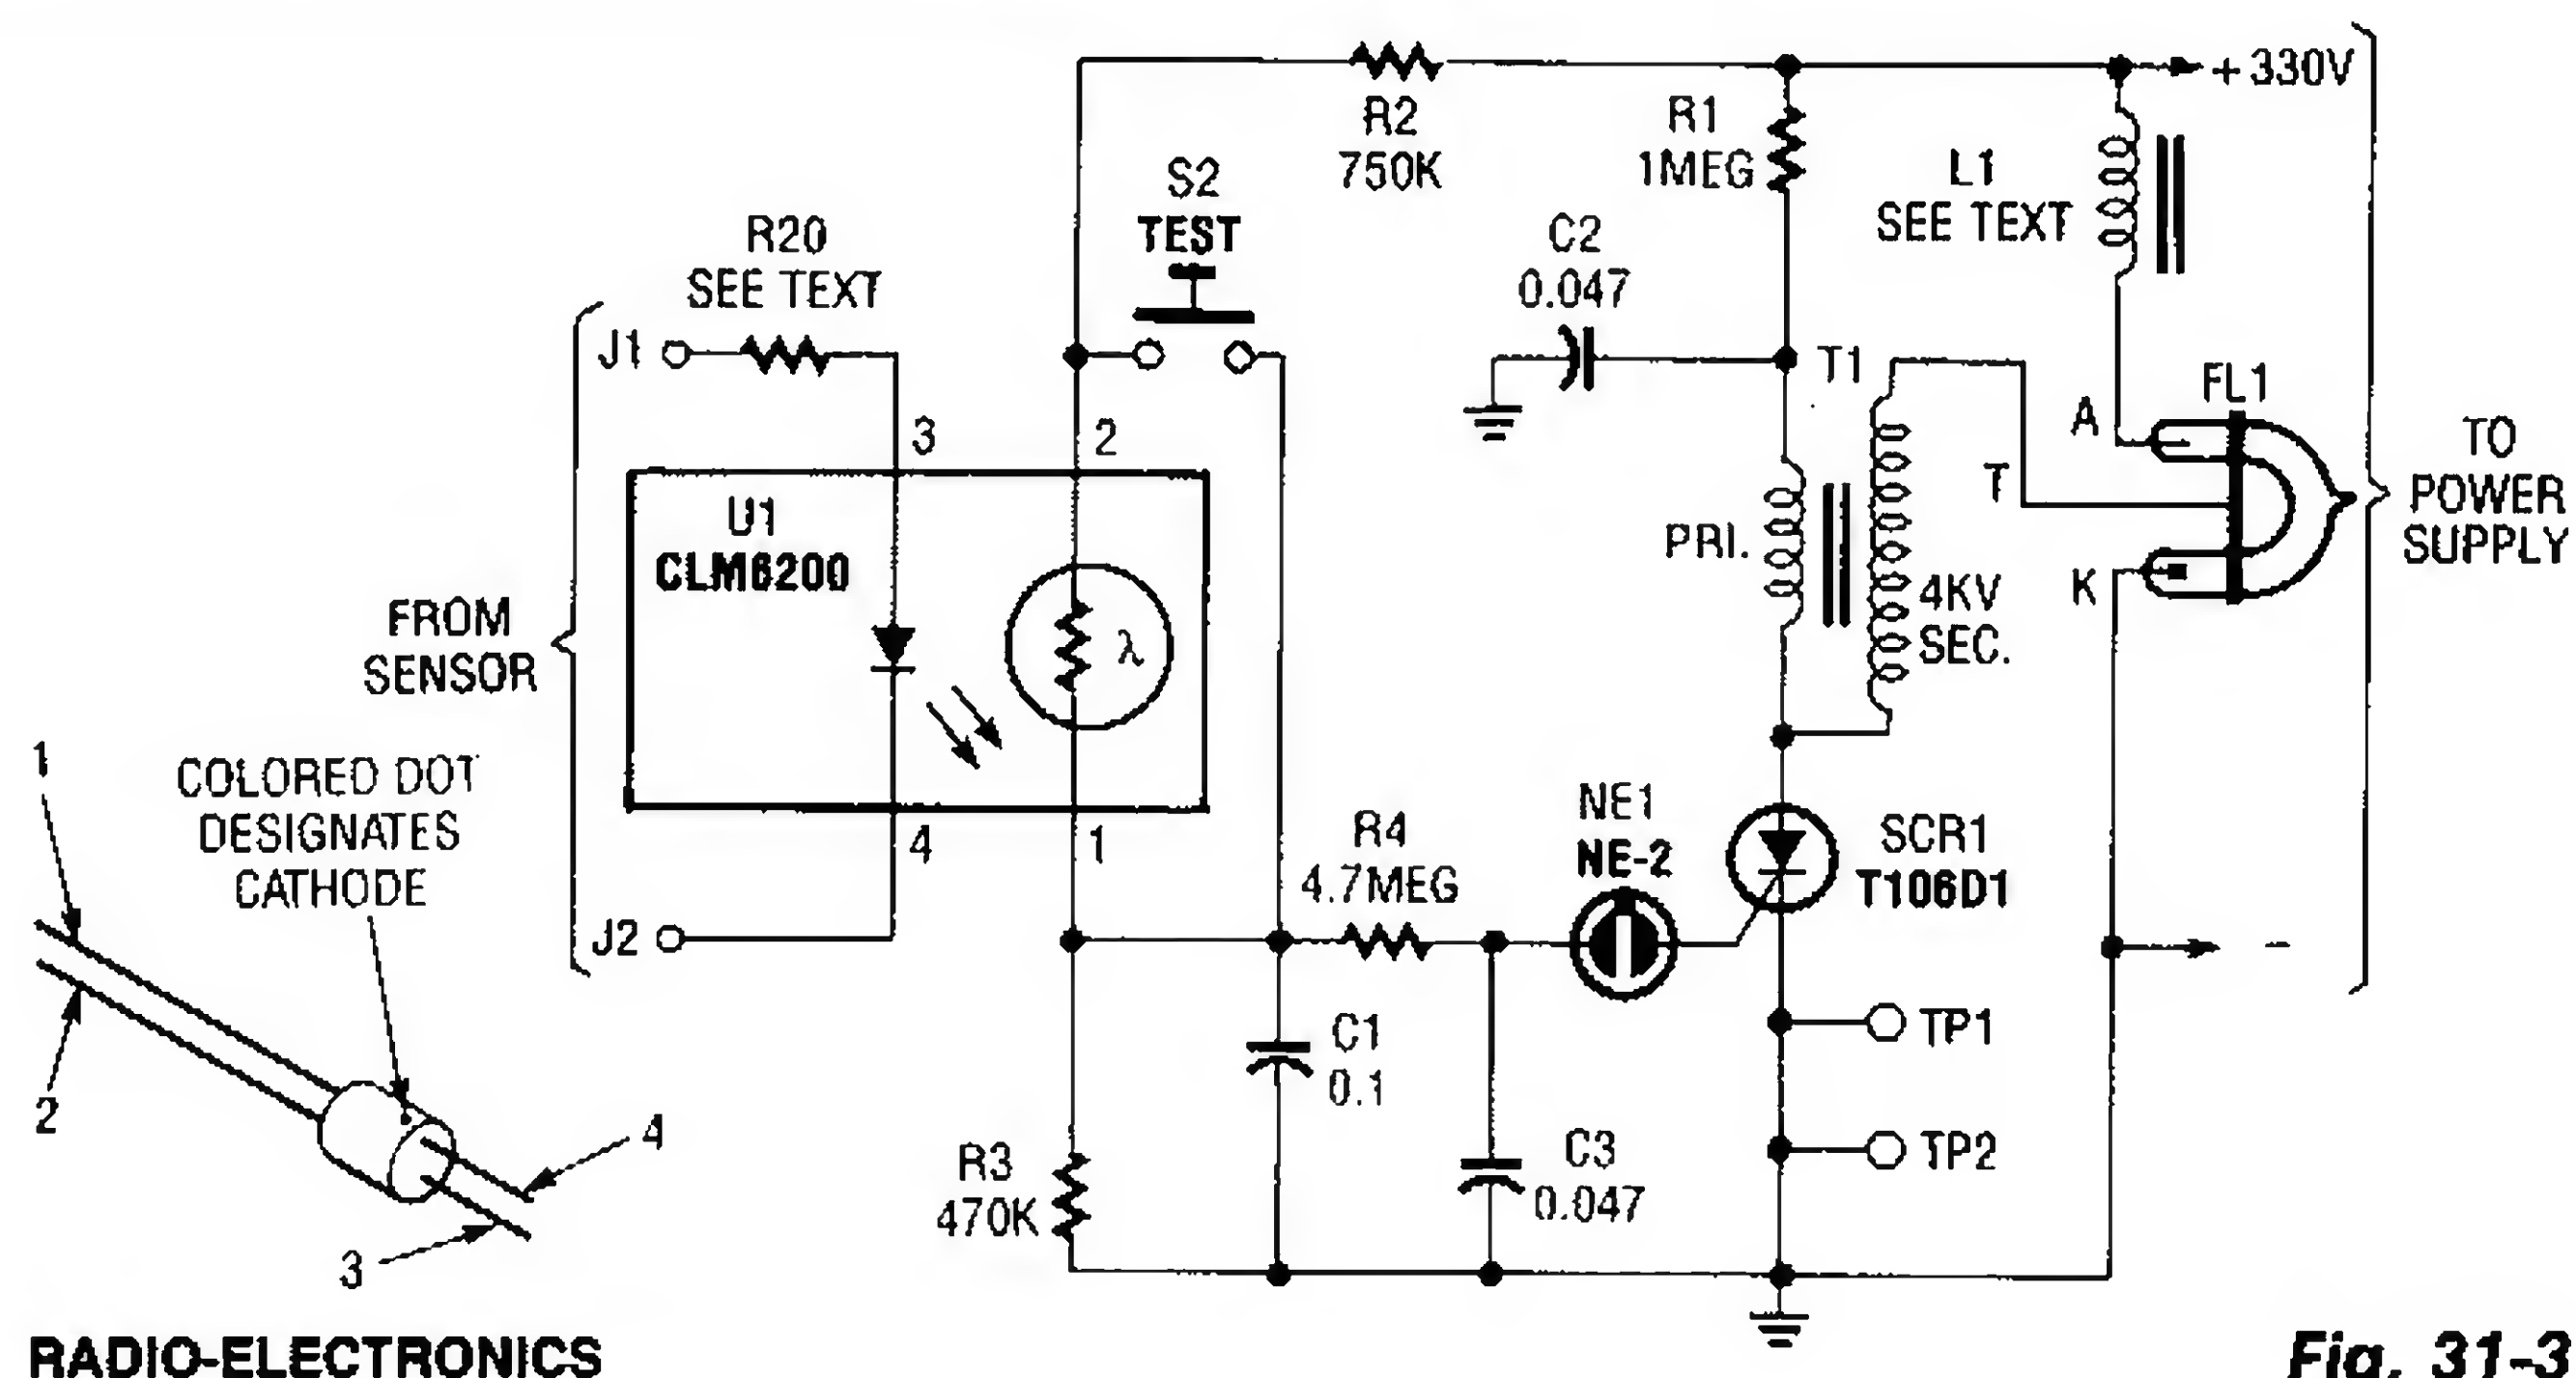 +330V
R2
750K
R1
1MEG
L1
SEE TEXT
S2
TEST
C2
0.047
R20
SEE TEXT
J1
T1
FL1
A
T
K
TO
POWER
SUPPLY
3
2
U1
CLM6200
λ
PRI.
4KV
SEC.
FROM
SENSOR
4
1
J2
R4
4.7MEG
NE1
NE-2
SCR1
T106D1
–
1
COLORED DOT
DESIGNATES
CATHODE
2
4
3
C1
0.1
R3
470K
C3
0.047
TP1
TP2
RADIO-ELECTRONICS
Fig. 31-3